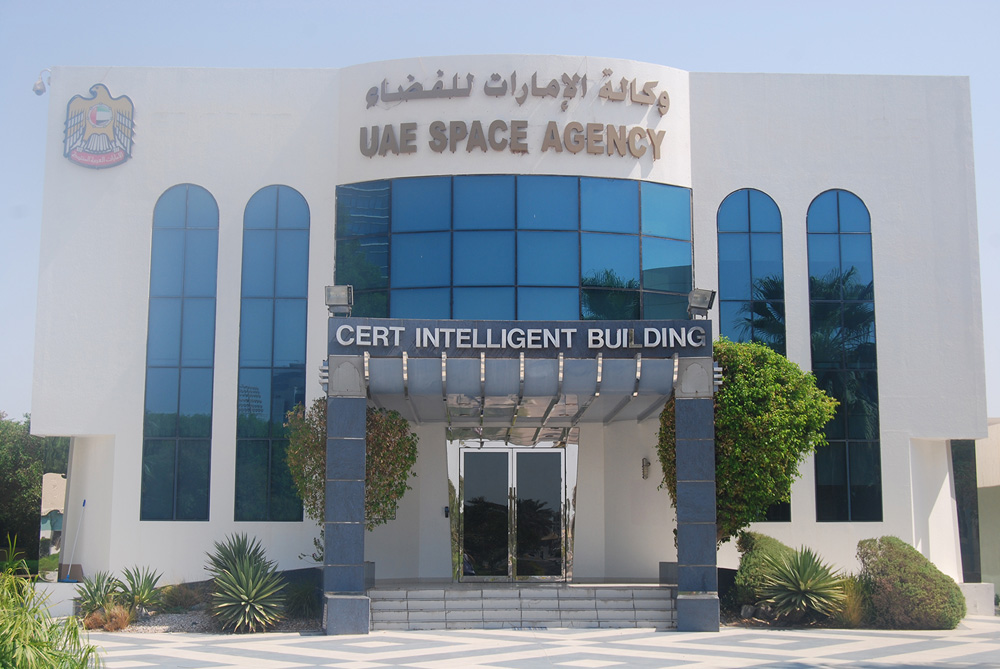 وكالة الإمارات للفضاء
UAE SPACE AGENCY
CERT INTELLIGENT BUILDING